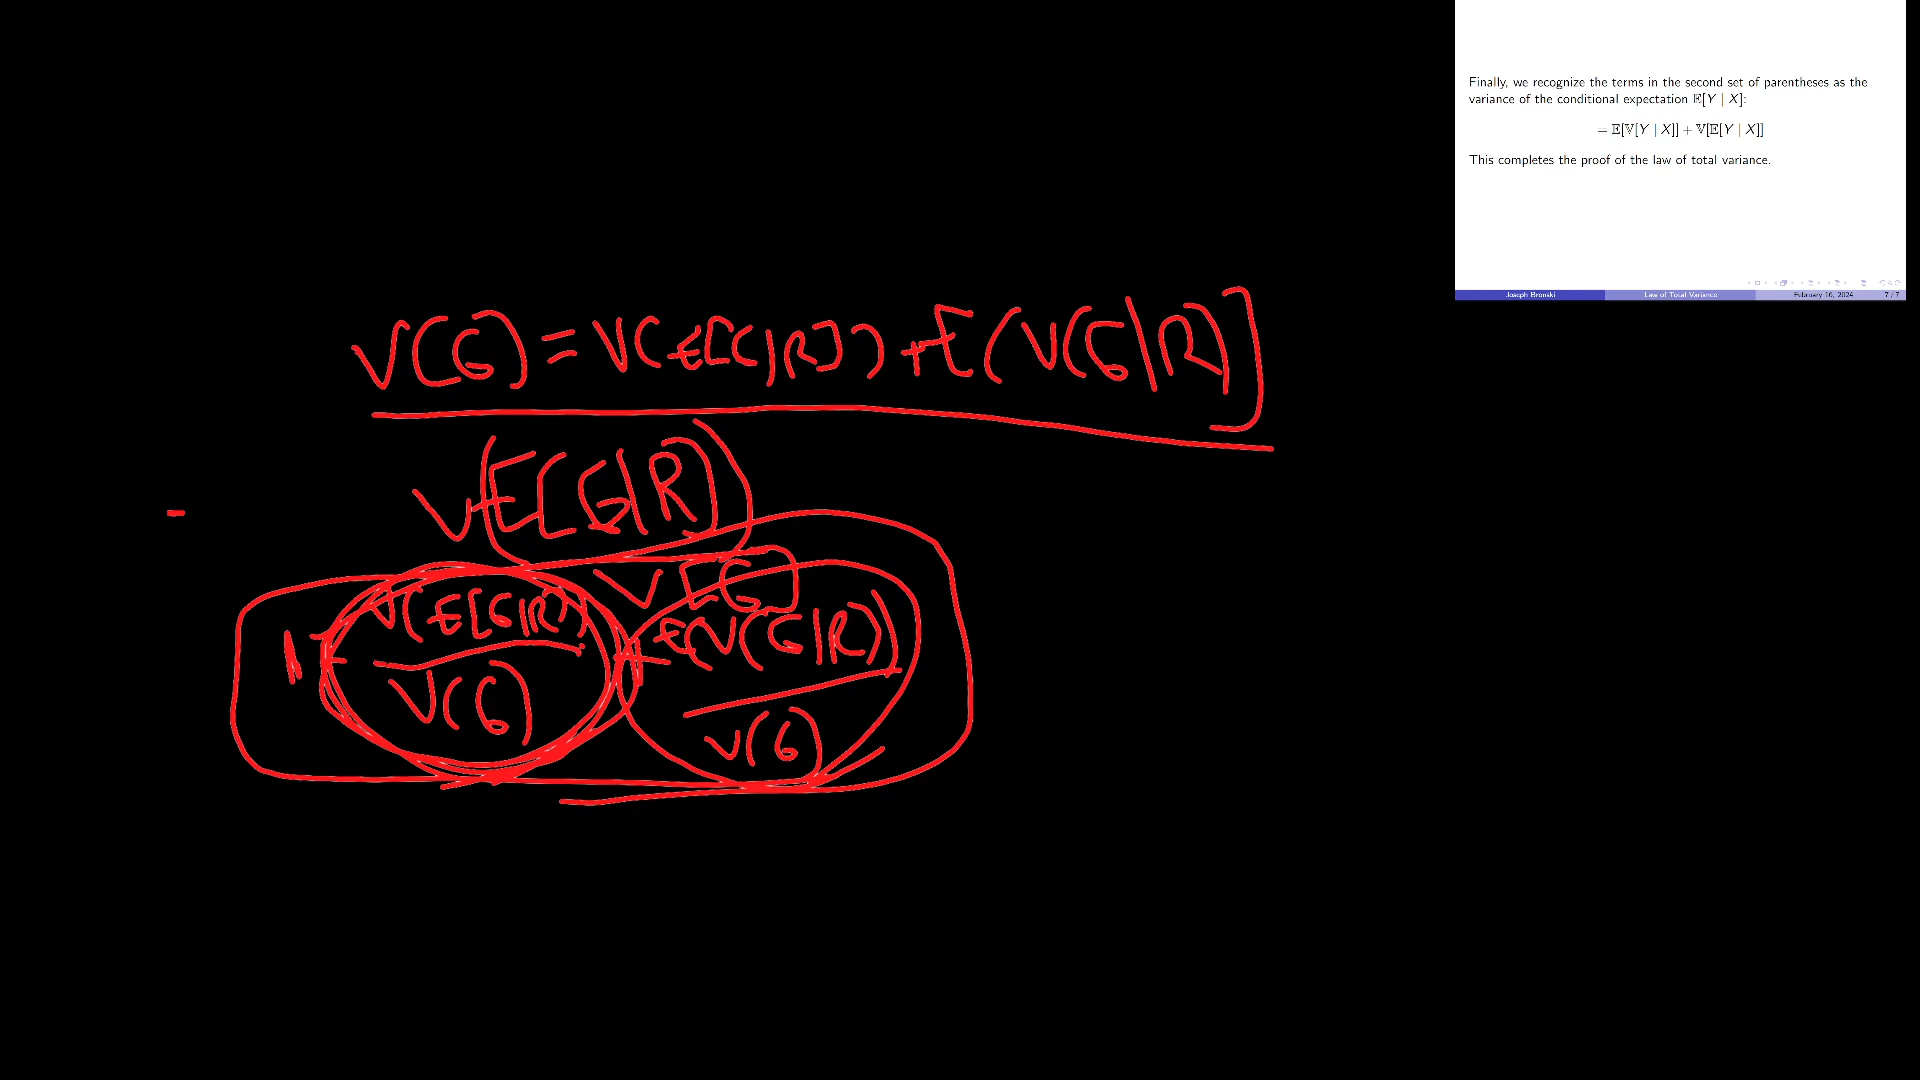 Finally, we recognize the terms in the second set of parentheses as the
variance of the conditional expectation 𝔼[Y | X]:
= 𝔼[𝕍[Y | X]] + 𝕍[𝔼[Y | X]]
This completes the proof of the law of total variance.
Joseph Bronski Law of Total Variance February 16, 2024 7 / 7
V(G) = V(E[G|R]) + E(V(G|R)]
V(E[G|R))
V[G]
1 = V(E[G|R]) + E(V(G|R))
V(G) V(G)